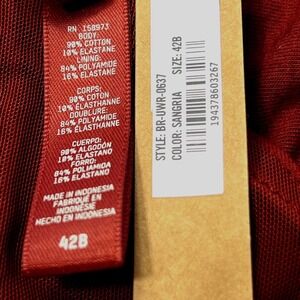 RN 158973
BODY:
90% COTTON
10% ELASTANE
LINING:
84% POLYAMIDE
16% ELASTANE
CORPS:
90% COTON
10% ÉLASTHANNE
DOUBLURE:
84% POLYAMIDE
16% ÉLASTHANNE
CUERPO:
90% ALGODÓN
10% ELASTANO
FORRO:
84% POLIAMIDA
16% ELASTANO
MADE IN INDONESIA
FABRIQUÉ EN
INDONÉSIE
HECHO EN INDONESIA
42B
STYLE: BR-UWR-0637
COLOR: SANGRIA SIZE: 42B
194378603267